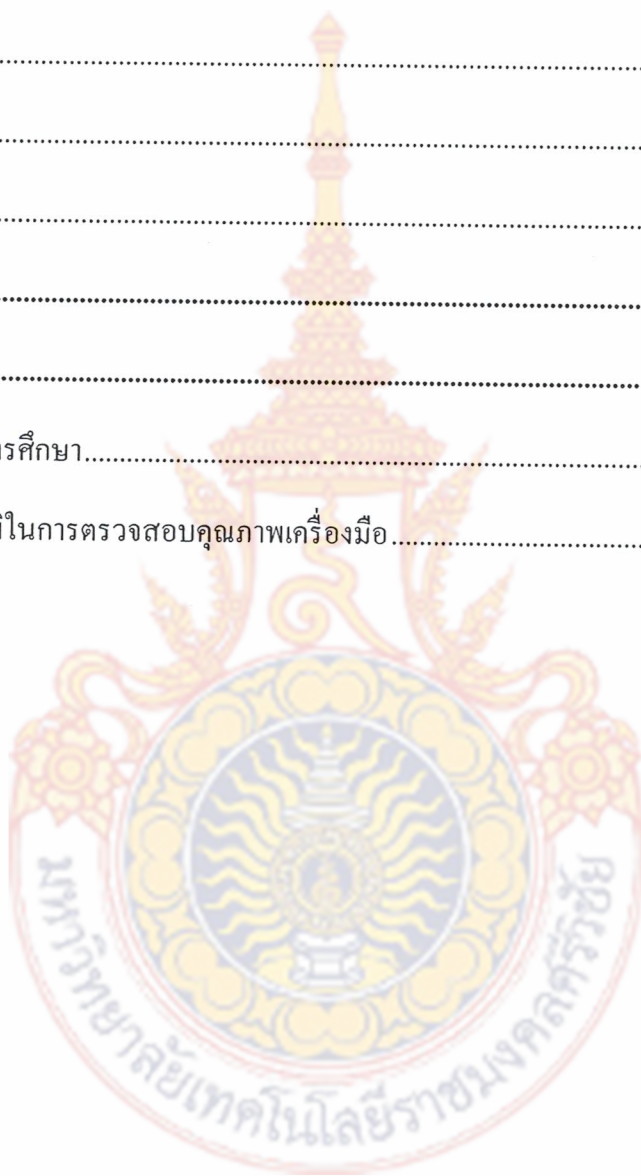 รศึกษา
ในการตรวจสอบคุณภาพเครื่องมือ
มหาวิทยาลัยเทคโนโลยีราชมงคลศรีวิชัย